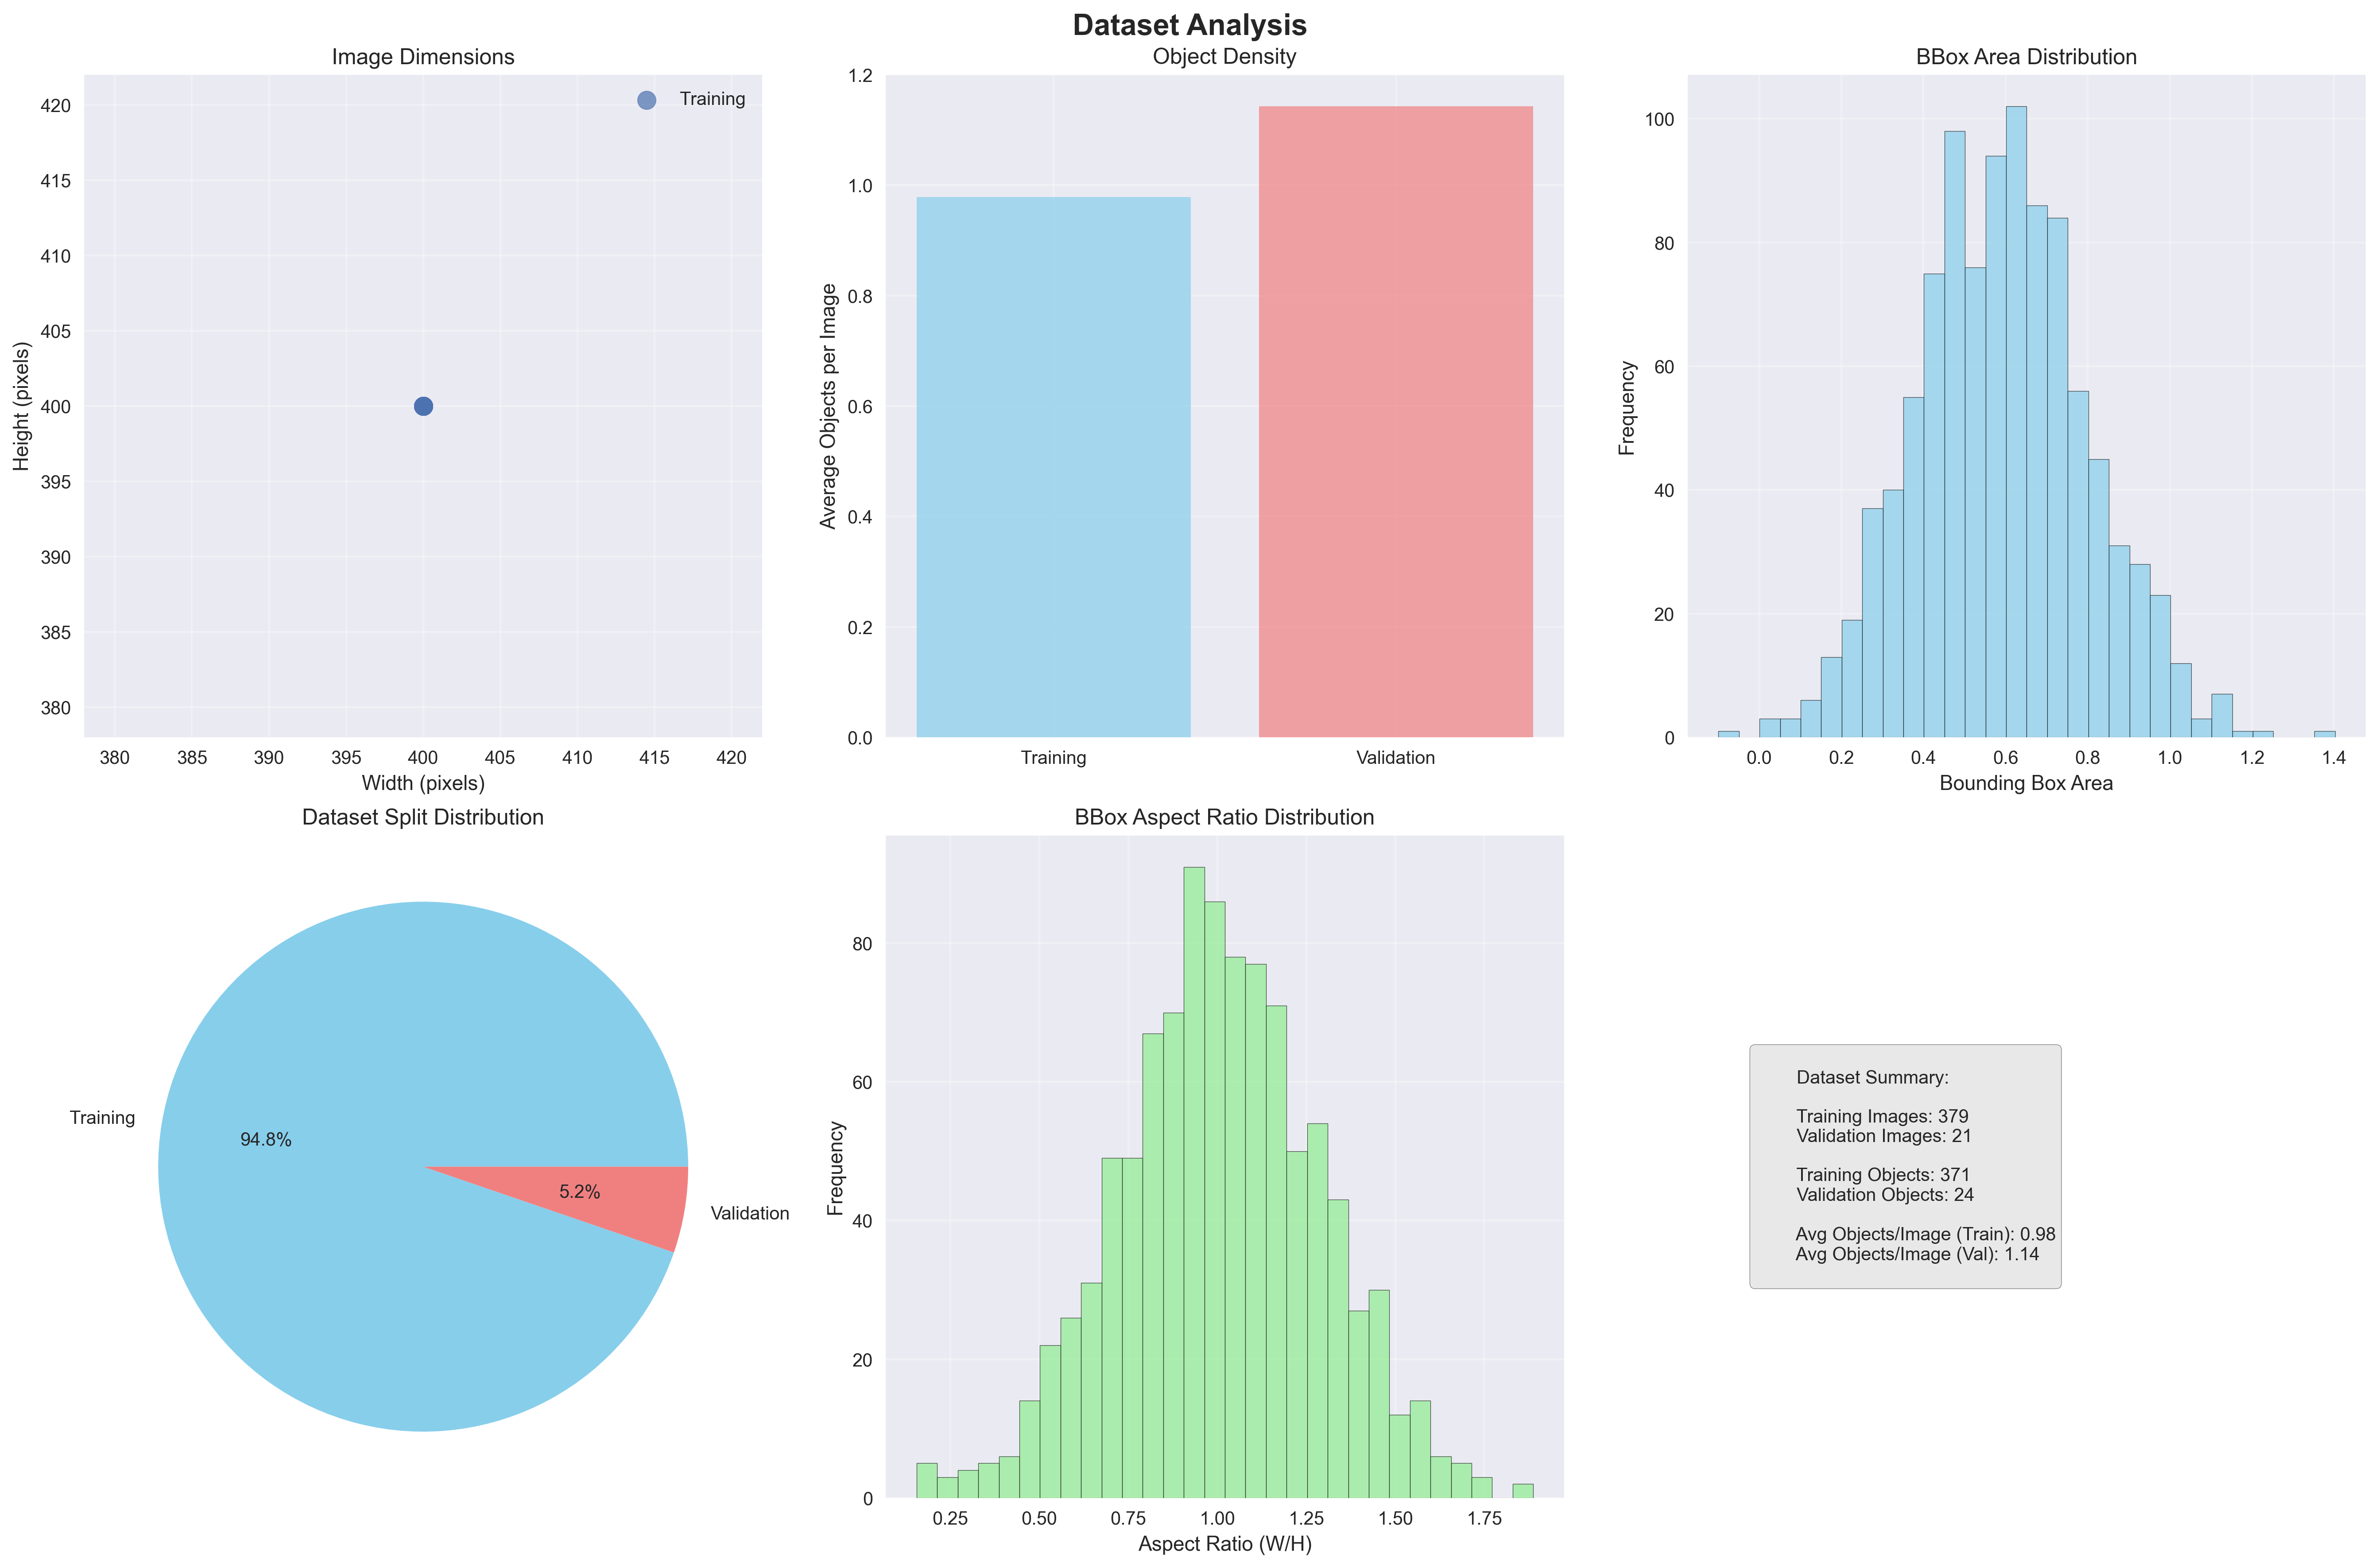 Dataset Analysis
Image Dimensions
Training
420
415
410
405
400
395
390
385
380
Height (pixels)
380 385 390 395 400 405 410 415 420
Width (pixels)
Object Density
1.2
1.0
0.8
0.6
0.4
0.2
0.0
Average Objects per Image
Training Validation
BBox Area Distribution
100
80
60
40
20
0
Frequency
0.0 0.2 0.4 0.6 0.8 1.0 1.2 1.4
Bounding Box Area
Dataset Split Distribution
Training
94.8%
5.2%
Validation
BBox Aspect Ratio Distribution
80
60
40
20
0
Frequency
0.25 0.50 0.75 1.00 1.25 1.50 1.75
Aspect Ratio (W/H)
Dataset Summary:
Training Images: 379
Validation Images: 21
Training Objects: 371
Validation Objects: 24
Avg Objects/Image (Train): 0.98
Avg Objects/Image (Val): 1.14